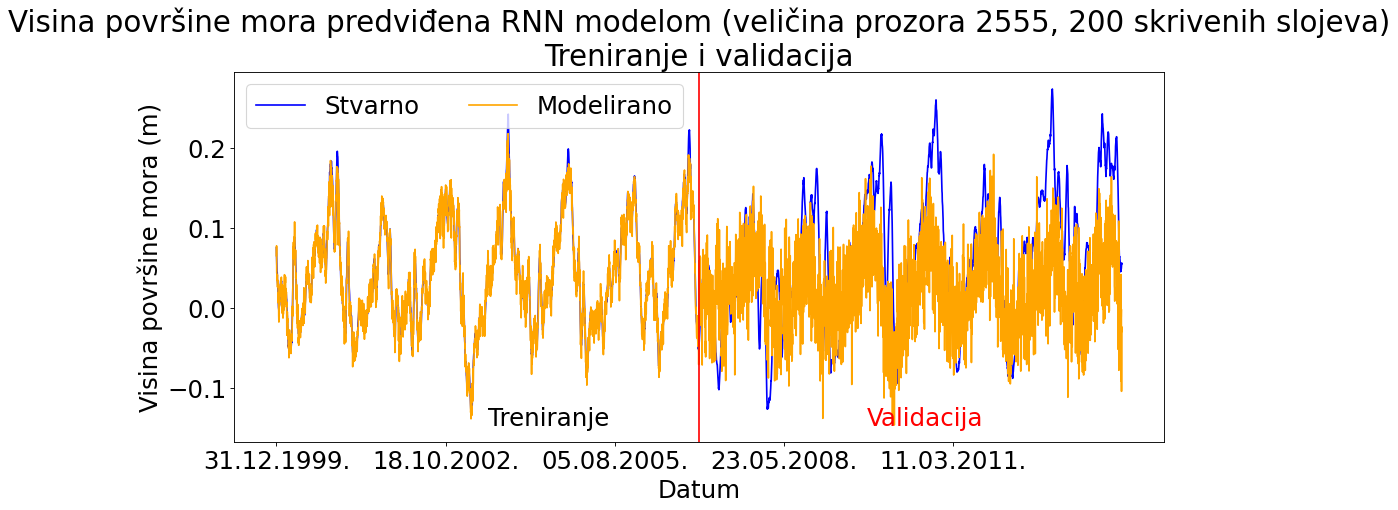 Visina površine mora predviđena RNN modelom (veličina prozora 2555, 200 skrivenih slojeva)
Treniranje i validacija
Stvarno
Modelirano
Visina površine mora (m)
0.2
0.1
0.0
−0.1
Treniranje
Validacija
31.12.1999.
18.10.2002.
05.08.2005.
23.05.2008.
11.03.2011.
Datum